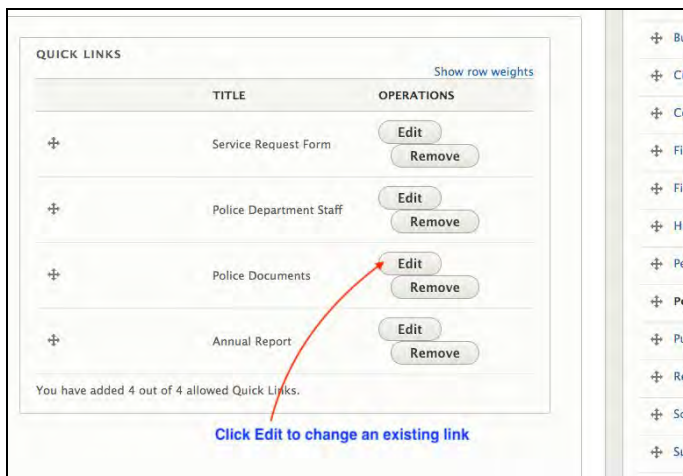 QUICK LINKS
Show row weights
TITLE OPERATIONS
Service Request Form Edit
Remove
Police Department Staff Edit
Remove
Police Documents Edit
Remove
Annual Report Edit
Remove
You have added 4 out of 4 allowed Quick Links.
Click Edit to change an existing link